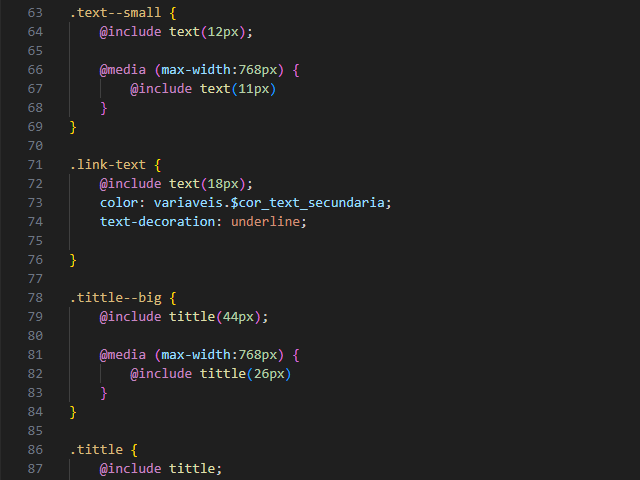 63 .text--small {
64 @include text(12px);
65
66 @media (max-width:768px) {
67 @include text(11px)
68 }
69 }
70
71 .link-text {
72 @include text(18px);
73 color: variaveis.$cor_text_secundaria;
74 text-decoration: underline;
75
76 }
77
78 .tittle--big {
79 @include tittle(44px);
80
81 @media (max-width:768px) {
82 @include tittle(26px)
83 }
84 }
85
86 .tittle {
87 @include tittle;